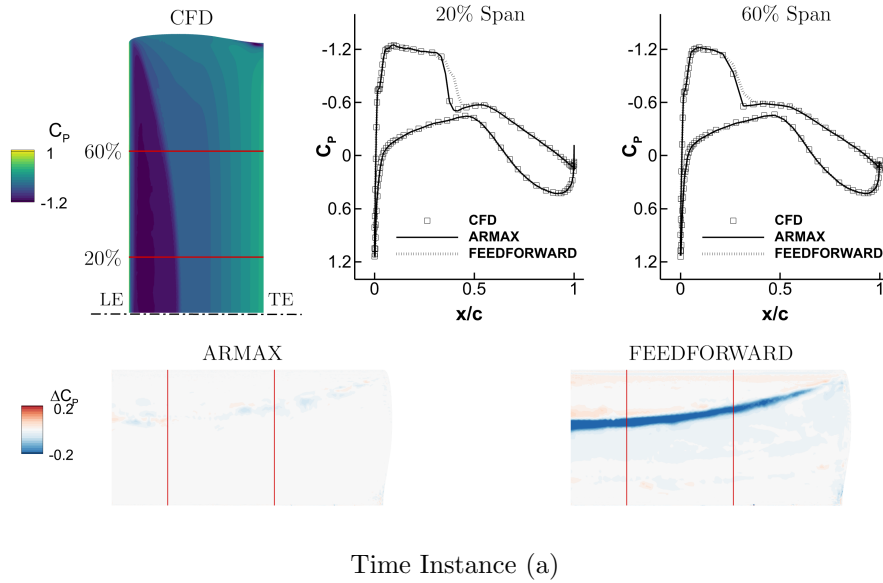 CFD
C_P
1
-1.2
60%
20%
LE
TE
20% Span
C_P
-1.2
-0.6
0
0.6
1.2
CFD
ARMAX
FEEDFORWARD
0
0.5
1
x/c
60% Span
C_P
-1.2
-0.6
0
0.6
1.2
CFD
ARMAX
FEEDFORWARD
0
0.5
1
x/c
ARMAX
FEEDFORWARD
ΔC_P
0.2
-0.2
Time Instance (a)